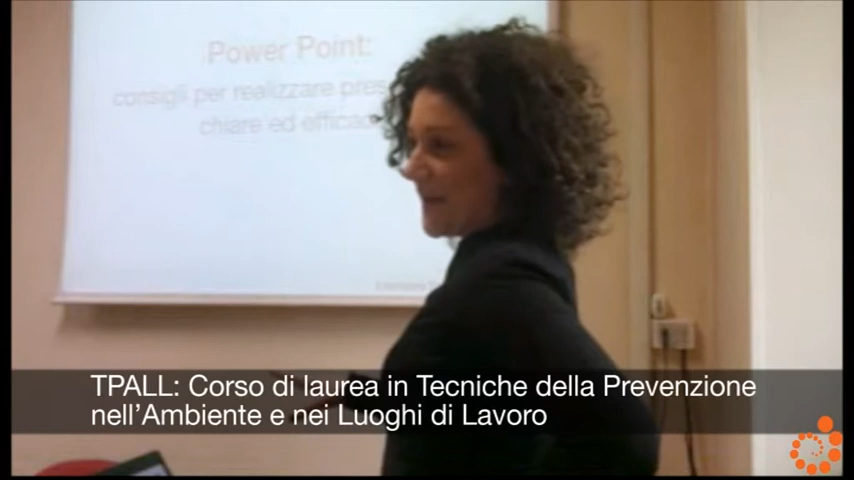 Power Point:
consigli per realizzare pres
chiare ed efficac
TPALL: Corso di laurea in Tecniche della Prevenzione
nell'Ambiente e nei Luoghi di Lavoro